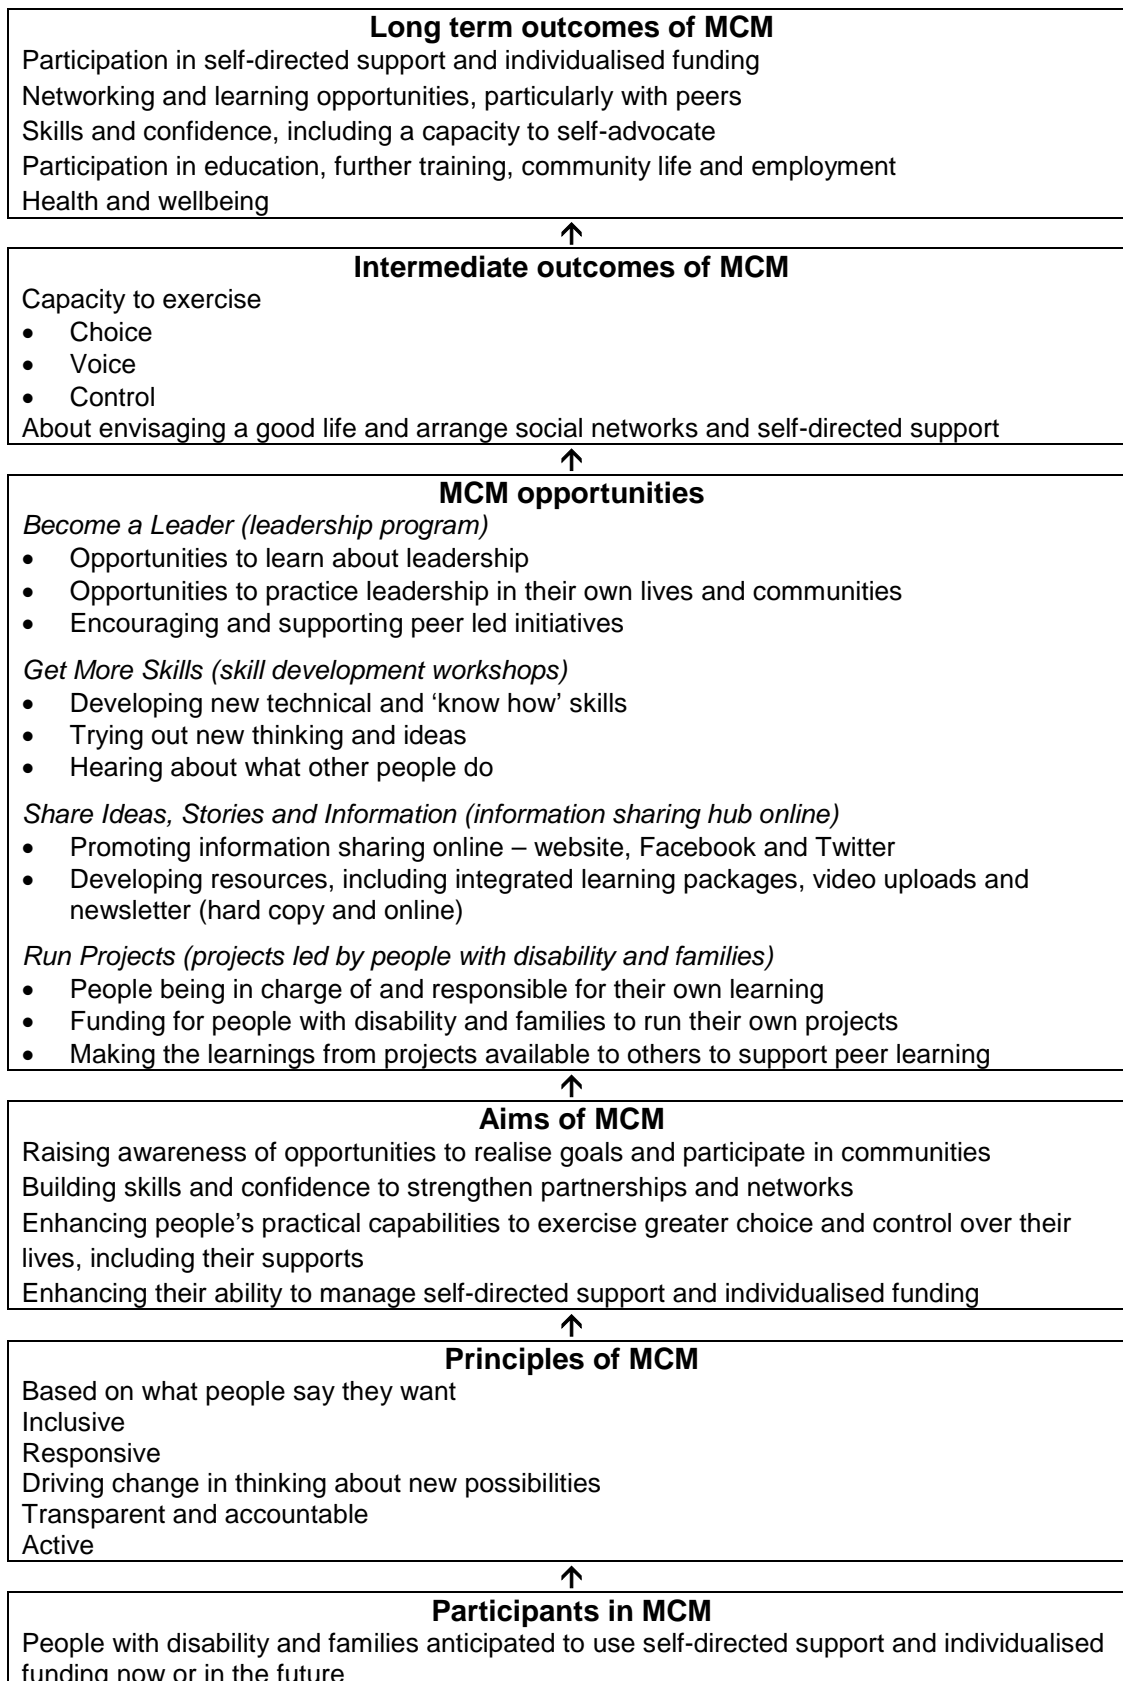 Long term outcomes of MCM
Participation in self-directed support and individualised funding
Networking and learning opportunities, particularly with peers
Skills and confidence, including a capacity to self-advocate
Participation in education, further training, community life and employment
Health and wellbeing
↑
Intermediate outcomes of MCM
Capacity to exercise
• Choice
• Voice
• Control
About envisaging a good life and arrange social networks and self-directed support
↑
MCM opportunities
Become a Leader (leadership program)
• Opportunities to learn about leadership
• Opportunities to practice leadership in their own lives and communities
• Encouraging and supporting peer led initiatives
Get More Skills (skill development workshops)
• Developing new technical and ‘know how’ skills
• Trying out new thinking and ideas
• Hearing about what other people do
Share Ideas, Stories and Information (information sharing hub online)
• Promoting information sharing online – website, Facebook and Twitter
• Developing resources, including integrated learning packages, video uploads and
newsletter (hard copy and online)
Run Projects (projects led by people with disability and families)
• People being in charge of and responsible for their own learning
• Funding for people with disability and families to run their own projects
• Making the learnings from projects available to others to support peer learning
↑
Aims of MCM
Raising awareness of opportunities to realise goals and participate in communities
Building skills and confidence to strengthen partnerships and networks
Enhancing people’s practical capabilities to exercise greater choice and control over their
lives, including their supports
Enhancing their ability to manage self-directed support and individualised funding
↑
Principles of MCM
Based on what people say they want
Inclusive
Responsive
Driving change in thinking about new possibilities
Transparent and accountable
Active
↑
Participants in MCM
People with disability and families anticipated to use self-directed support and individualised
funding now or in the future